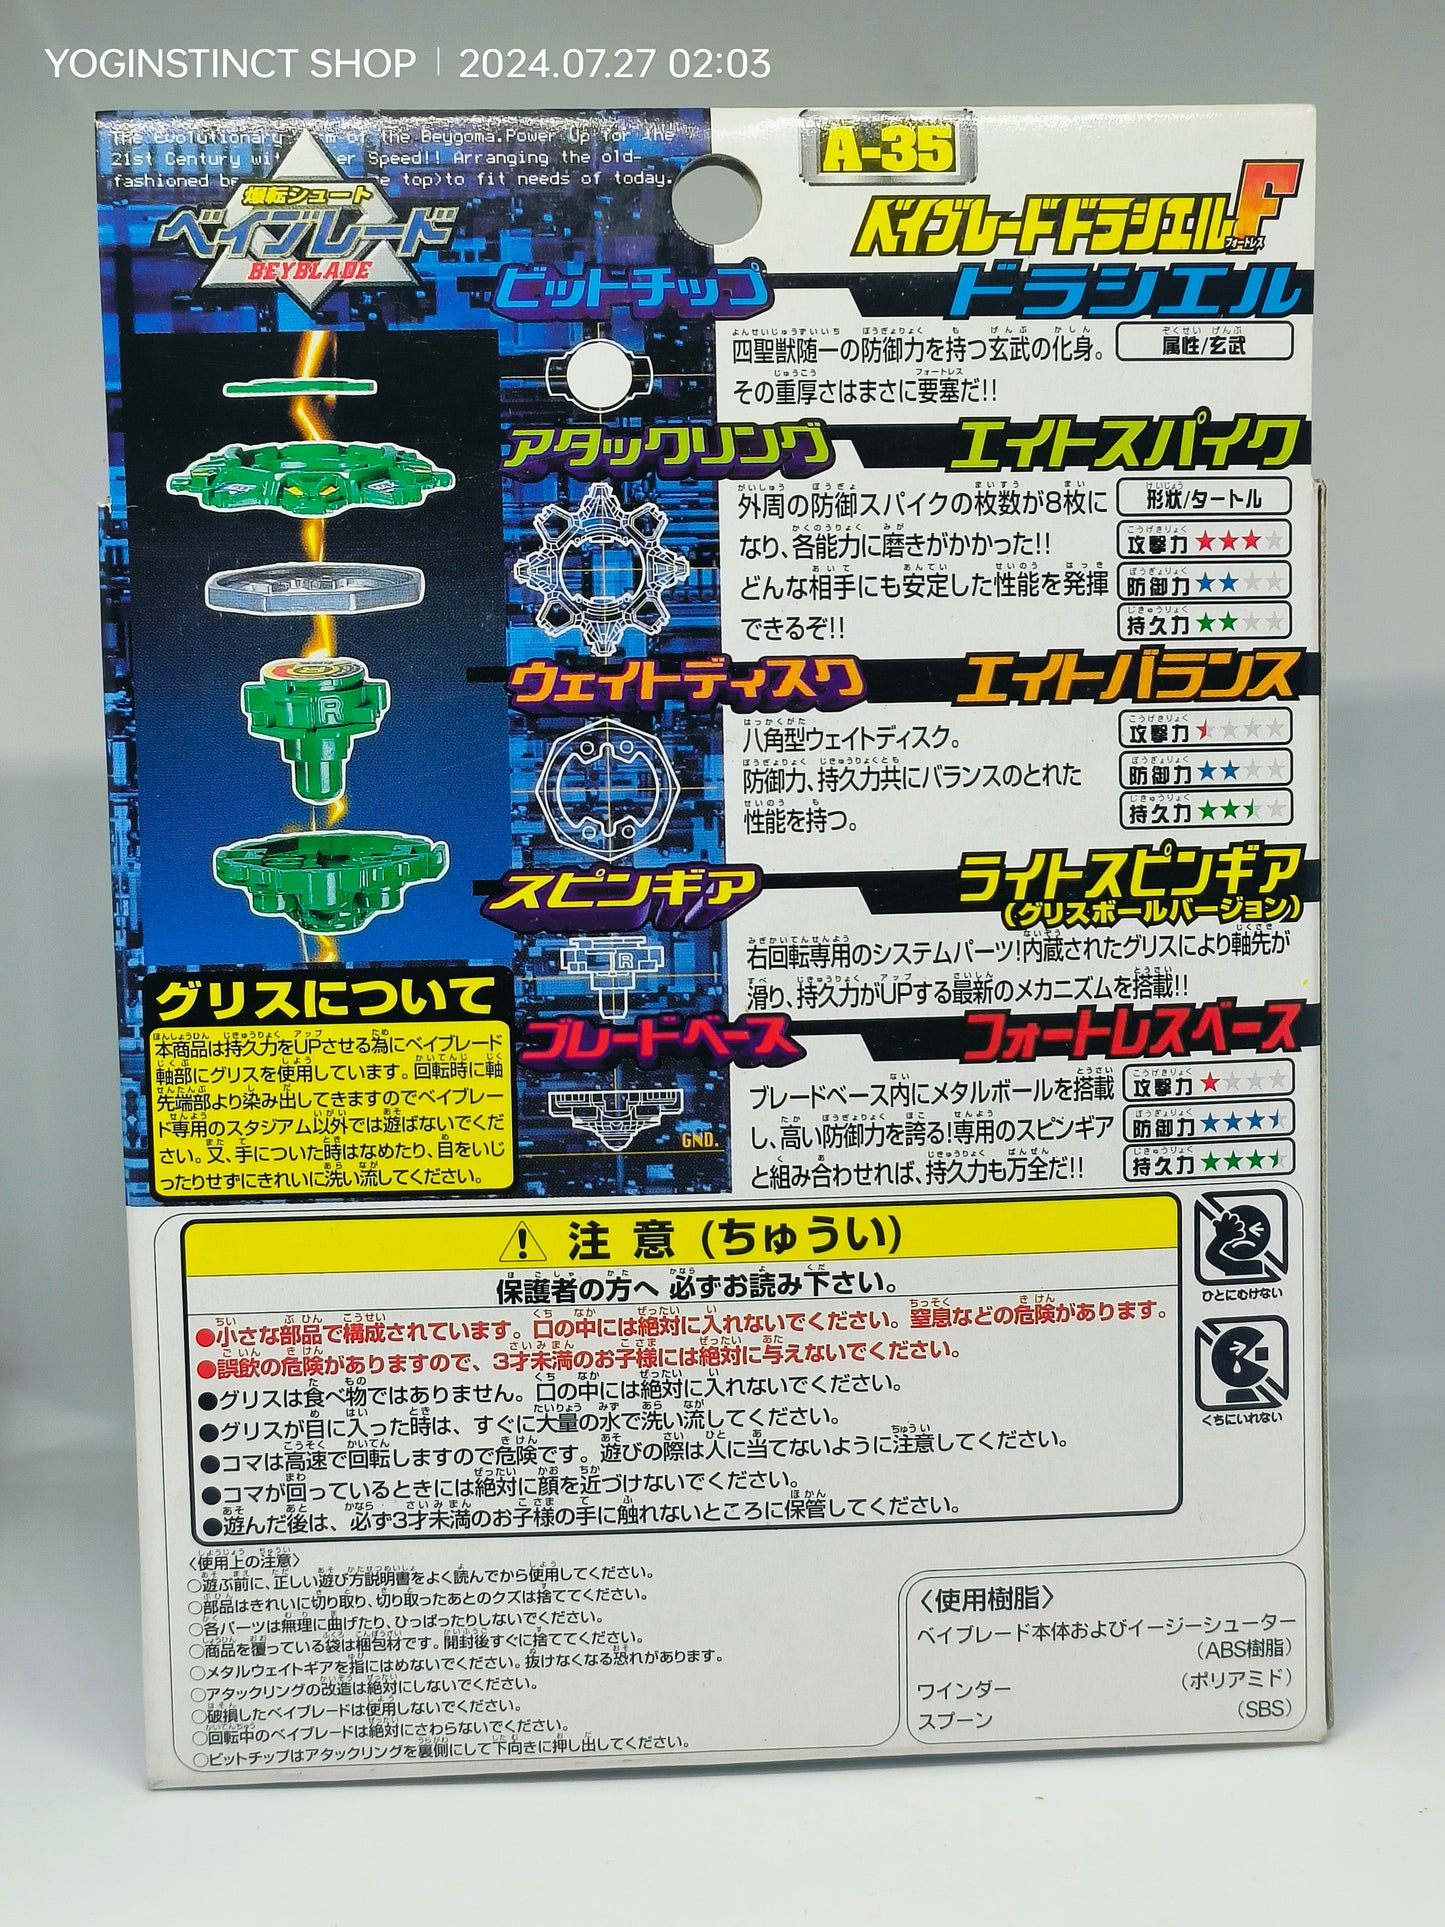 YOGINSTINCT SHOP | 2024.07.27 02:03
The Evolutionary
m of the Beygoma.Power Up for the
21st Century wi
er Speed!! Arranging the old-
fashioned be
e top)to fit needs of today.
爆転シュート
ベイブレード
BEYBLADE
A-35
ベイブレードドラシエルF
フォートレス
ビットチップ
ドラシエル
四聖獣随一の防御力を持つ玄武の化身。
その重厚さはまさに要塞だ!!
属性/玄武
アタックリング
エイトスパイク
外周の防御スパイクの枚数が8枚に
なり、各能力に磨きがかかった!!
どんな相手にも安定した性能を発揮
できるぞ!!
形状/タートル
攻撃力 ★★★★
防御力 ★★★★
持久力 ★★★★
ウェイトディスク
エイトバランス
八角型ウェイトディスク。
防御力、持久力共にバランスのとれた
性能を持つ。
攻撃力 ★★★★
防御力 ★★★★
持久力 ★★★★
スピンギア
ライトスピンギア
(グリスボールバージョン)
右回転専用のシステムパーツ!内蔵されたグリスにより軸先が
滑り、持久力がUPする最新のメカニズムを搭載!!
ブレードベース
フォートレスベース
ブレードベース内にメタルボールを搭載
し、高い防御力を誇る!専用のスピンギア
と組み合わせれば、持久力も万全だ!!
攻撃力 ★★★★
防御力 ★★★★
持久力 ★★★★
R
R
GND.
グリスについて
本商品は持久力をUPさせる為にベイブレード
軸部にグリスを使用しています。回転時に軸
先端部より染み出してきますのでベイブレー
ド専用のスタジアム以外では遊ばないでくだ
さい。又、手についた時はなめたり、目をいじ
ったりせずにきれいに洗い流してください。
注意 (ちゅうい)
保護者の方へ 必ずお読み下さい。
●小さな部品で構成されています。口の中には絶対に入れないでください。窒息などの危険があります。
●誤飲の危険がありますので、3才未満のお子様には絶対に与えないでください。
●グリスは食べ物ではありません。口の中には絶対に入れないでください。
●グリスが目に入った時は、すぐに大量の水で洗い流してください。
●コマは高速で回転しますので危険です。遊びの際は人に当てないように注意してください。
●コマが回っているときには絶対に顔を近づけないでください。
●遊んだ後は、必ず3才未満のお子様の手に触れないところに保管してください。
ひとにむけない
くちにいれない
〈使用上の注意〉
○遊ぶ前に、正しい遊び方説明書をよく読んでから使用してください。
○部品はきれいに切り取り、切り取ったあとのクズは捨ててください。
○各パーツは無理に曲げたり、ひっぱったりしないでください。
○商品を覆っている袋は梱包材です。開封後すぐに捨ててください。
○メタルウェイトギアを指にはめないでください。抜けなくなる恐れがあります。
○アタックリングの改造は絶対にしないでください。
○破損したベイブレードは使用しないでください。
○回転中のベイブレードは絶対にさわらないでください。
○ビットチップはアタックリングを裏側にして下向きに押し出してください。
〈使用樹脂〉
ベイブレード本体およびイージーシューター
(ABS樹脂)
ワインダー (ポリアミド)
スプーン (SBS)